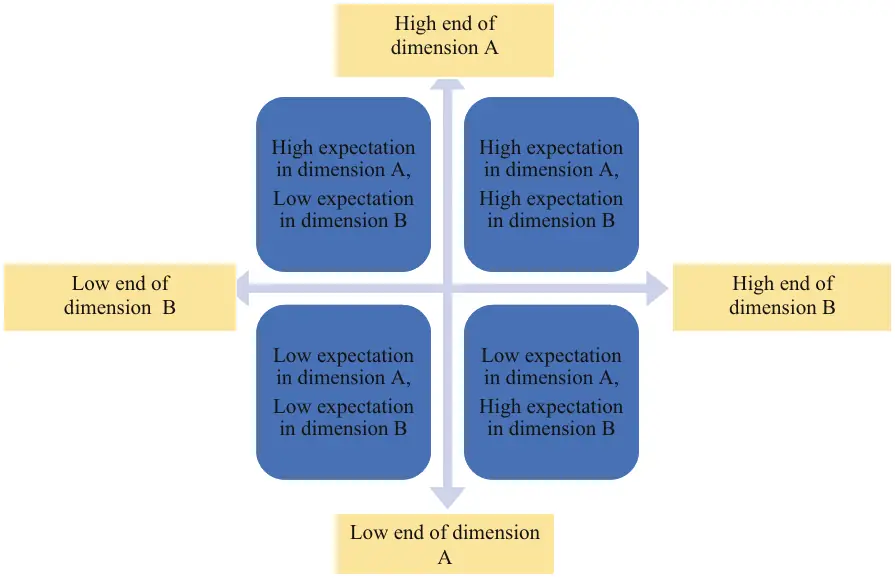 High end of
dimension A
High expectation
in dimension A,
Low expectation
in dimension B
High expectation
in dimension A,
High expectation
in dimension B
Low end of
dimension B
High end of
dimension B
Low expectation
in dimension A,
Low expectation
in dimension B
Low expectation
in dimension A,
High expectation
in dimension B
Low end of dimension
A